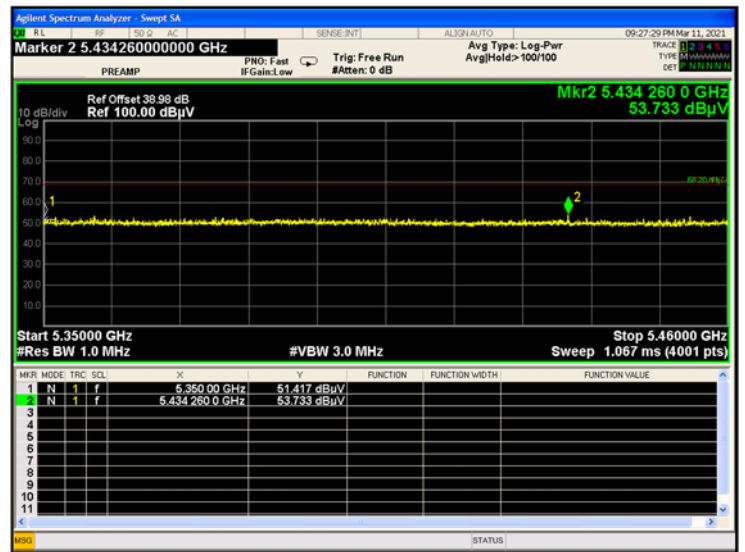 Agilent Spectrum Analyzer - Swept SA
RL RF 50 Ω AC SENSE:INT ALIGNAUTO 09:27:29 PM Mar 11, 2021
Marker 2 5.434260000000 GHz
PREAMP
PNO: Fast
IFGain:Low
Trig: Free Run
#Atten: 0 dB
Avg Type: Log-Pwr
Avg|Hold:>100/100
TRACE 1 2 3 4 5 6
TYPE M
DET P N N N N N
Ref Offset 38.98 dB
10 dB/div Ref 100.00 dBµV
Log
Mkr2 5.434 260 0 GHz
53.733 dBµV
90.0
80.0
70.0
60.0
50.0
40.0
30.0
20.0
10.0
1
2
Start 5.35000 GHz Stop 5.46000 GHz
#Res BW 1.0 MHz #VBW 3.0 MHz Sweep 1.067 ms (4001 pts)
MKR MODE TRC SCL X Y FUNCTION FUNCTION WIDTH FUNCTION VALUE
1 N 1 f 5.350 00 GHz 51.417 dBµV
2 N 1 f 5.434 260 0 GHz 53.733 dBµV
3
4
5
6
7
8
9
10
11
MSG STATUS